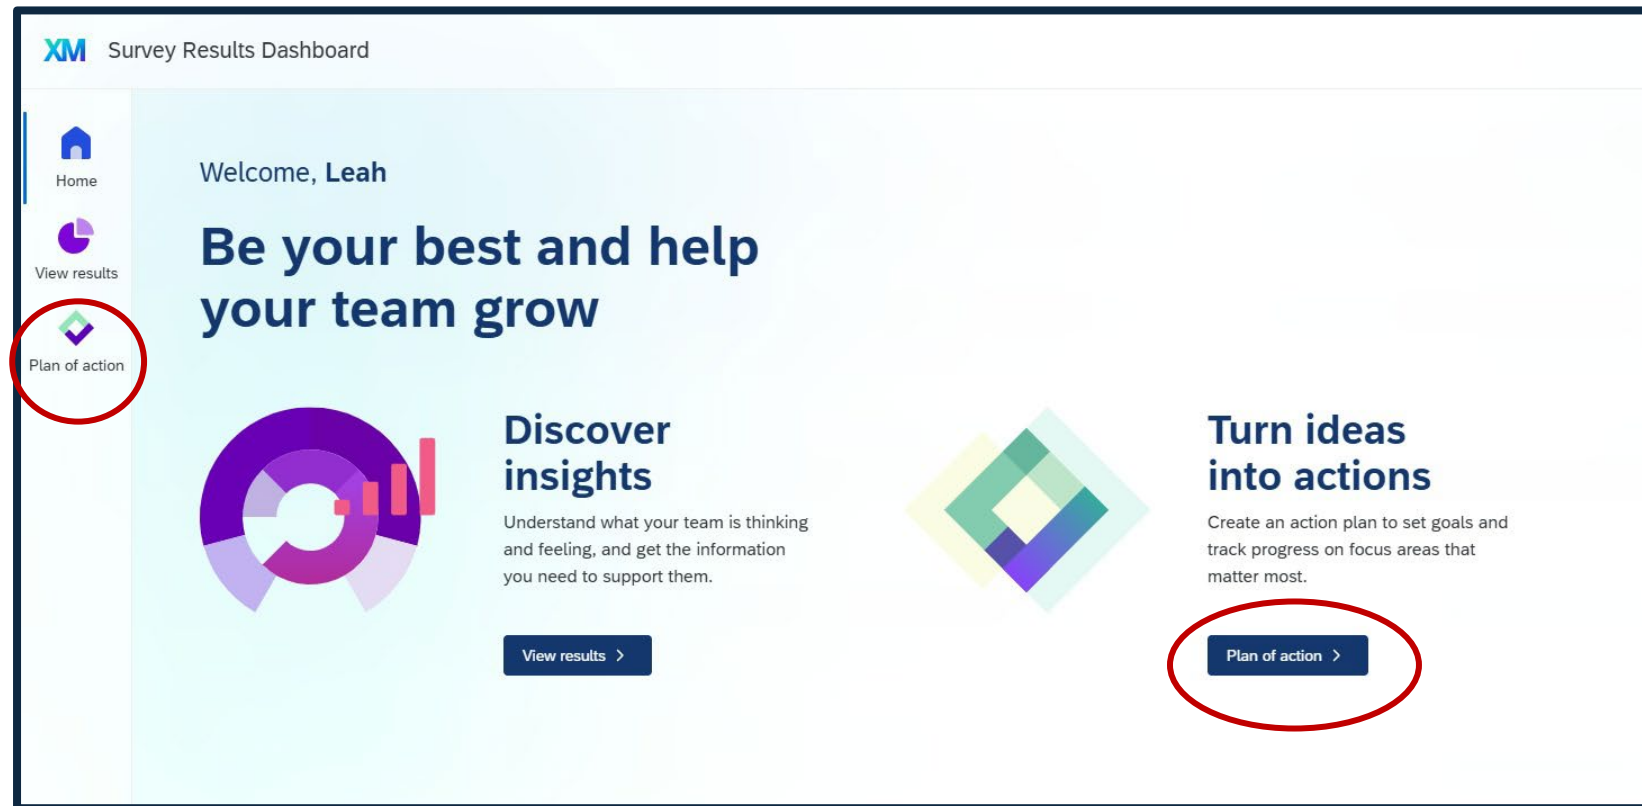 XM Survey Results Dashboard
Home
View results
Plan of action
Welcome, Leah
Be your best and help
your team grow
Discover
insights
Understand what your team is thinking
and feeling, and get the information
you need to support them.
View results >
Turn ideas
into actions
Create an action plan to set goals and
track progress on focus areas that
matter most.
Plan of action >